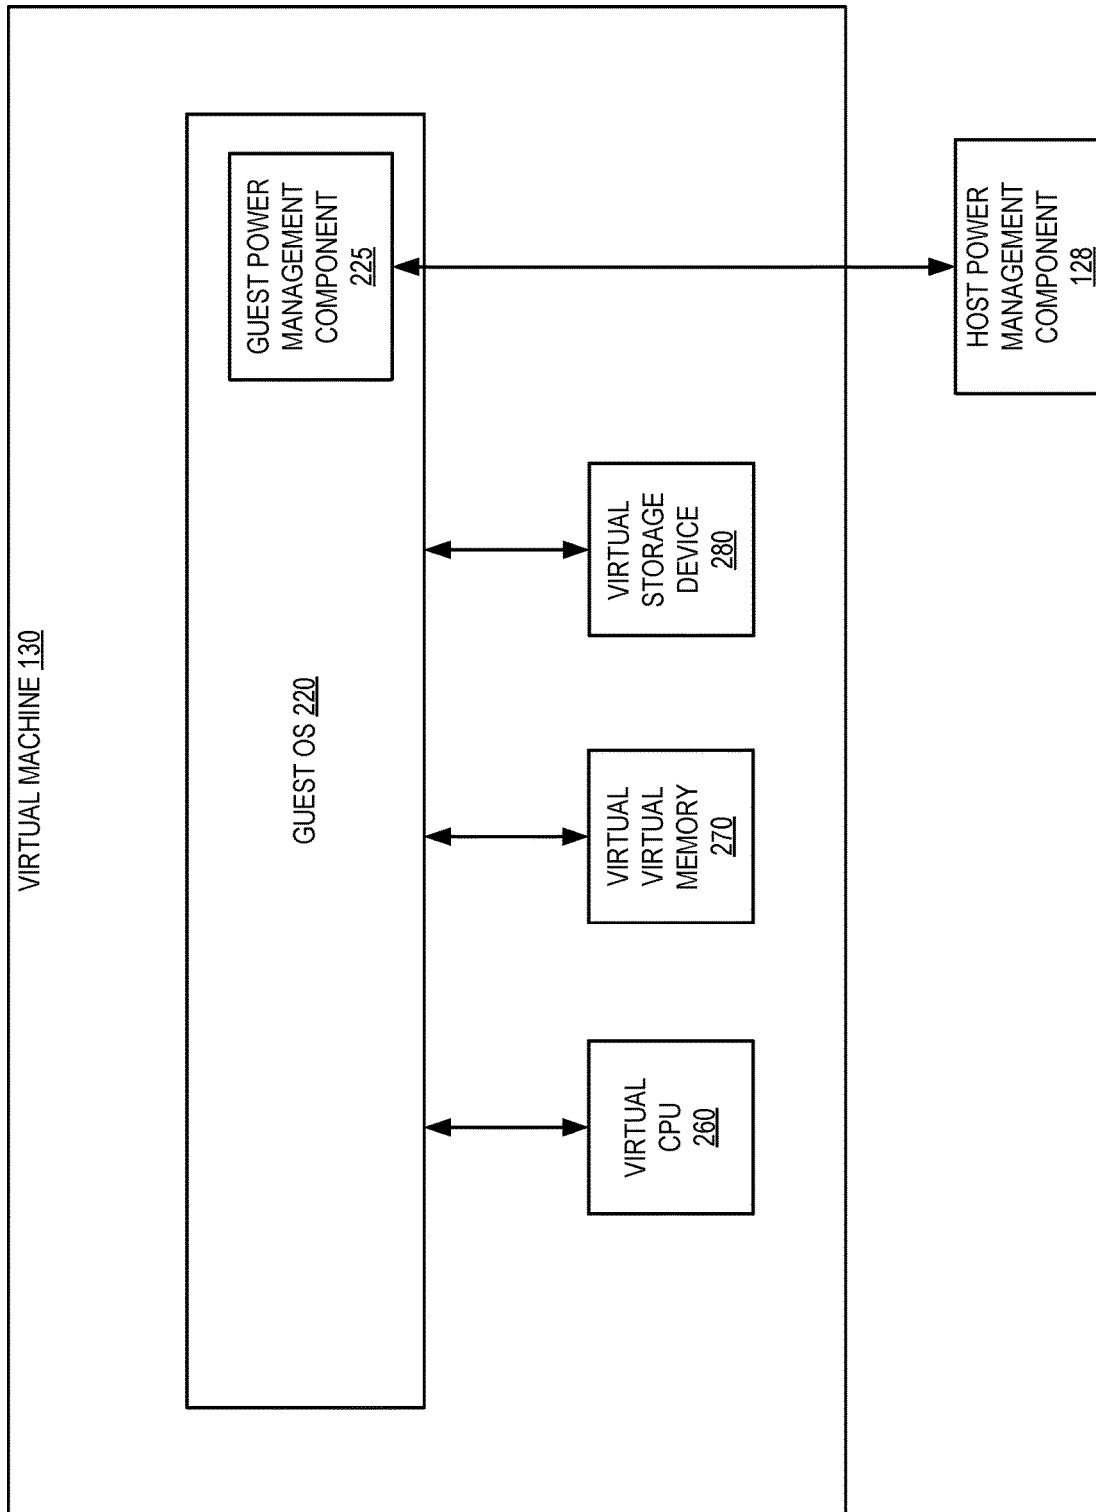 VIRTUAL MACHINE 130
GUEST OS 220
GUEST POWER
MANAGEMENT
COMPONENT
225
VIRTUAL
CPU
260
VIRTUAL
VIRTUAL
MEMORY
270
VIRTUAL
STORAGE
DEVICE
280
HOST POWER
MANAGEMENT
COMPONENT
128